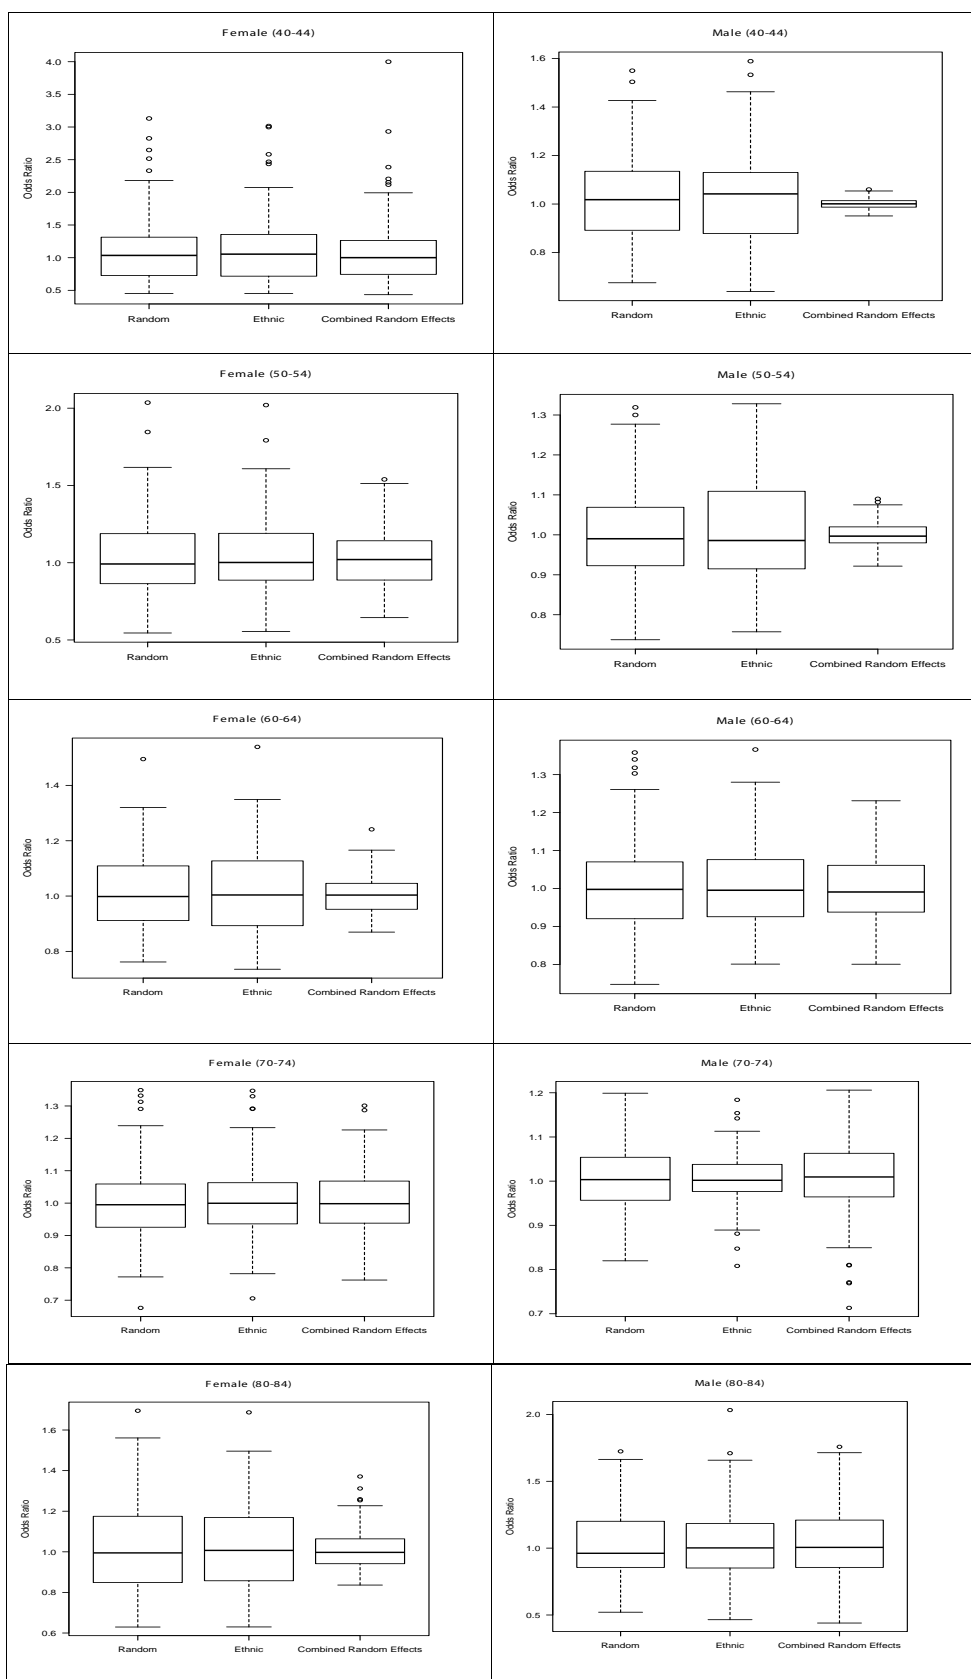 Female (40-44)
4.0
3.5
3.0
2.5
2.0
1.5
1.0
0.5
Odds Ratio
Random
Ethnic
Combined Random Effects
Male (40-44)
1.6
1.4
1.2
1.0
0.8
Odds Ratio
Random
Ethnic
Combined Random Effects
Female (50-54)
2.0
1.5
1.0
0.5
Odds Ratio
Random
Ethnic
Combined Random Effects
Male (50-54)
1.3
1.2
1.1
1.0
0.9
0.8
Odds Ratio
Random
Ethnic
Combined Random Effects
Female (60-64)
1.4
1.2
1.0
0.8
Odds Ratio
Random
Ethnic
Combined Random Effects
Male (60-64)
1.3
1.2
1.1
1.0
0.9
0.8
Odds Ratio
Random
Ethnic
Combined Random Effects
Female (70-74)
1.3
1.2
1.1
1.0
0.9
0.8
0.7
Odds Ratio
Random
Ethnic
Combined Random Effects
Male (70-74)
1.2
1.1
1.0
0.9
0.8
0.7
Odds Ratio
Random
Ethnic
Combined Random Effects
Female (80-84)
1.6
1.4
1.2
1.0
0.8
0.6
Odds Ratio
Random
Ethnic
Combined Random Effects
Male (80-84)
2.0
1.5
1.0
0.5
Odds Ratio
Random
Ethnic
Combined Random Effects